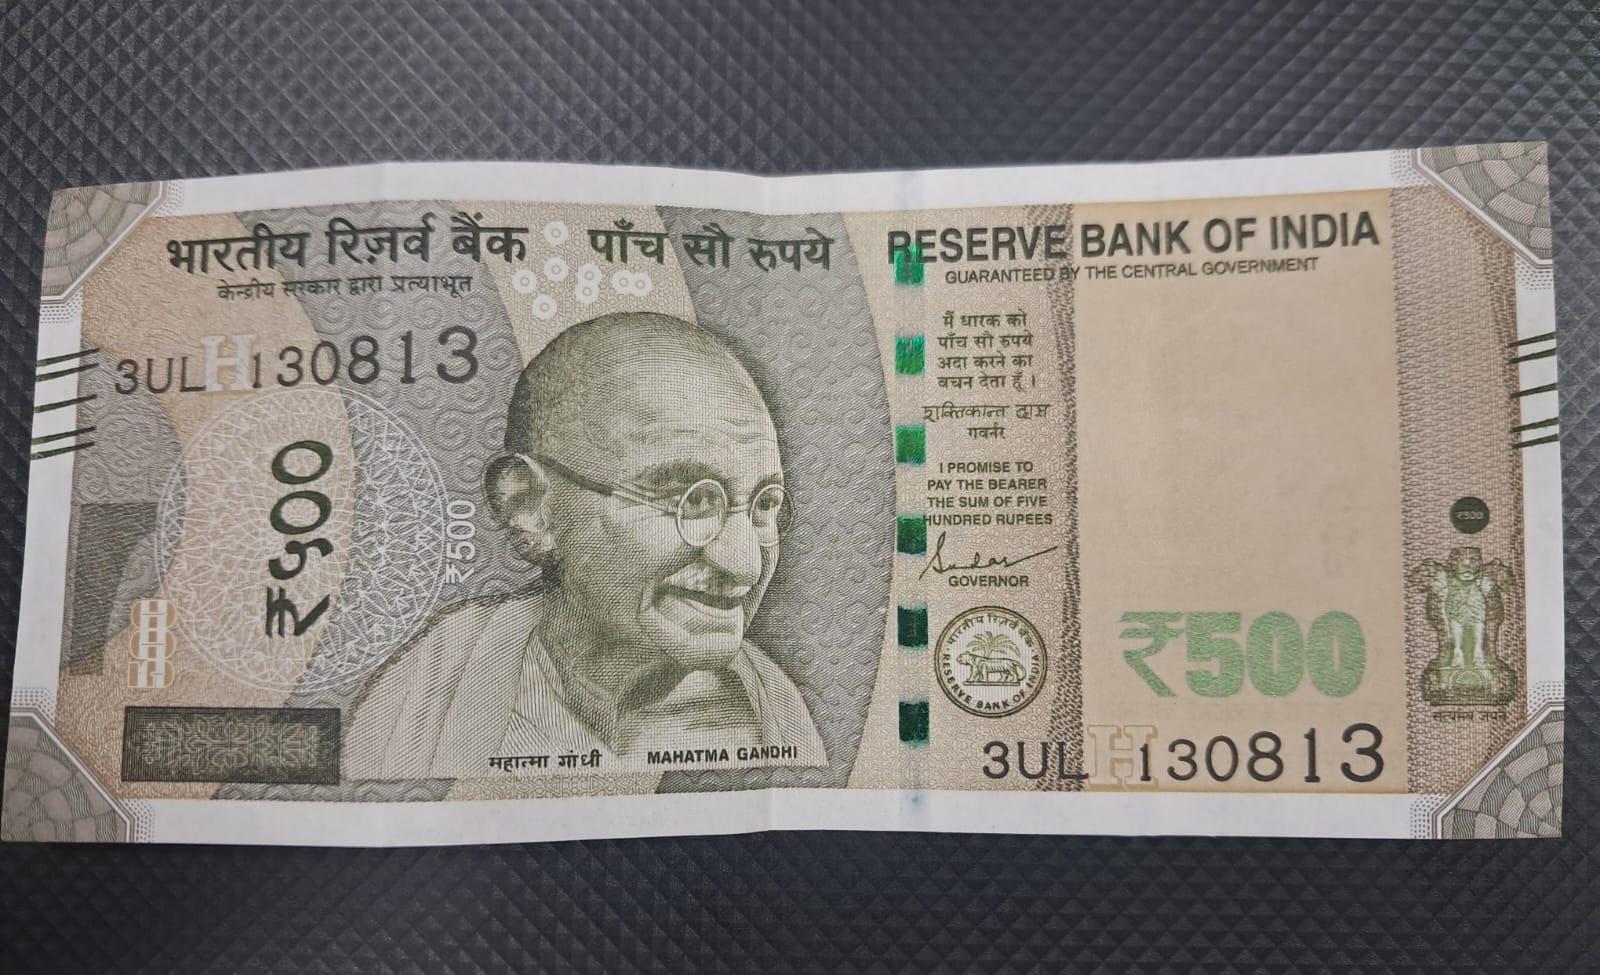 भारतीय रिज़र्व बैंक
केन्द्रीय सरकार द्वारा प्रत्याभूत
पाँच सौ रुपये
3UL 130813
₹५००
₹500
महात्मा गांधी
MAHATMA GANDHI
RESERVE BANK OF INDIA
GUARANTEED BY THE CENTRAL GOVERNMENT
मैं धारक को
पाँच सौ रुपये
अदा करने का
वचन देता हूँ ।
शक्तिकान्त दास
गवर्नर
I PROMISE TO
PAY THE BEARER
THE SUM OF FIVE
HUNDRED RUPEES
GOVERNOR
भारतीय रिज़र्व बैंक
RESERVE BANK OF INDIA
₹500
₹500
सत्यमेव जयते
3UL 130813
H
H